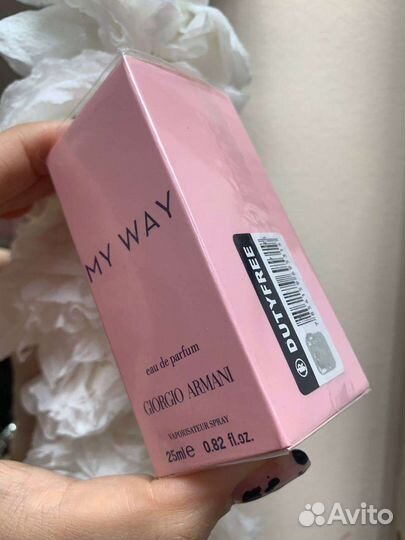 MY WAY
eau de parfum
GIORGIO ARMANI
VAPORISATEUR SPRAY
25ml e 0.82 fl.oz.
DUTYFREE
Avito